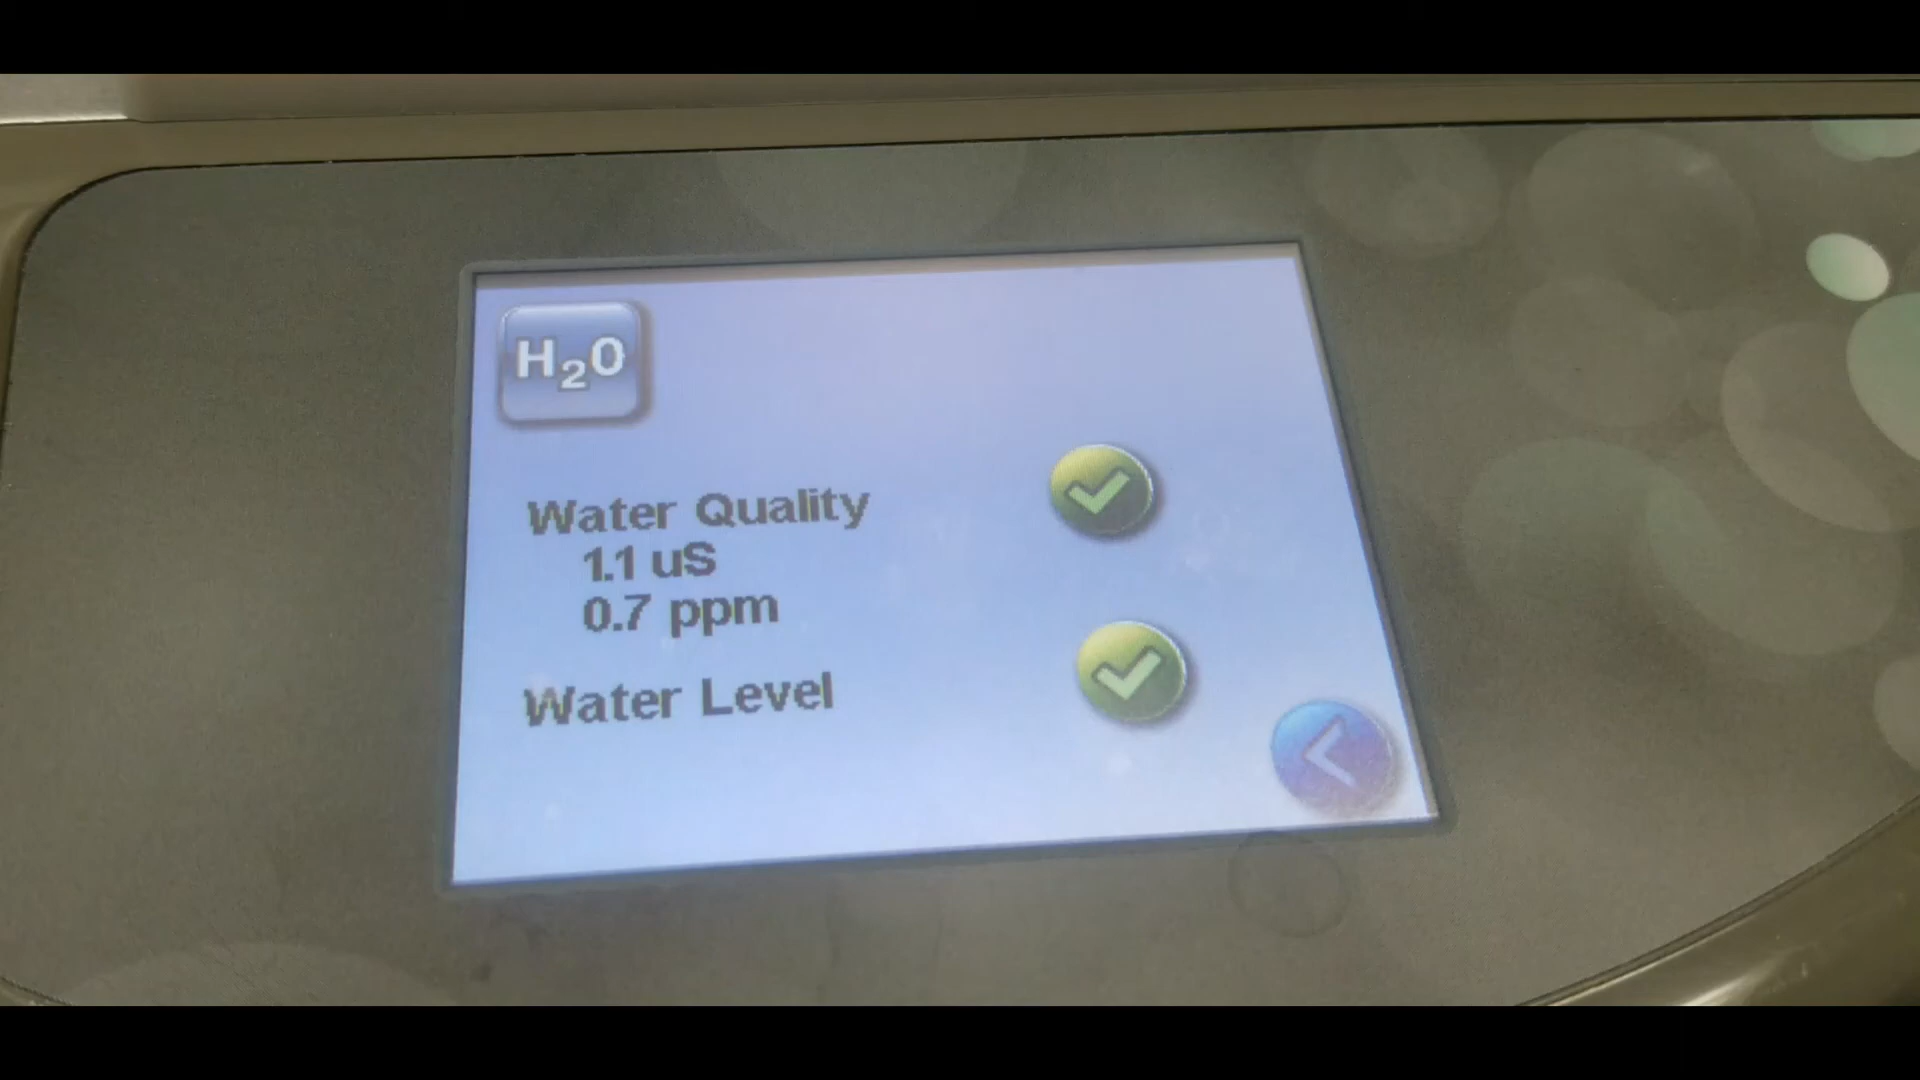 H₂O
Water Quality
1.1 uS
0.7 ppm
Water Level